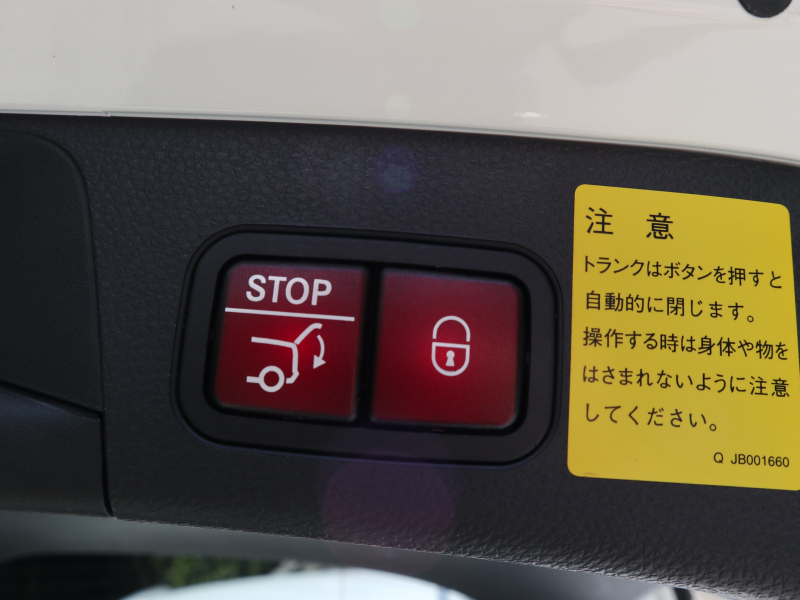 STOP
注 意
トランクはボタンを押すと
自動的に閉じます。
操作する時は身体や物を
はさまれないように注意
してください。
Q JB001660